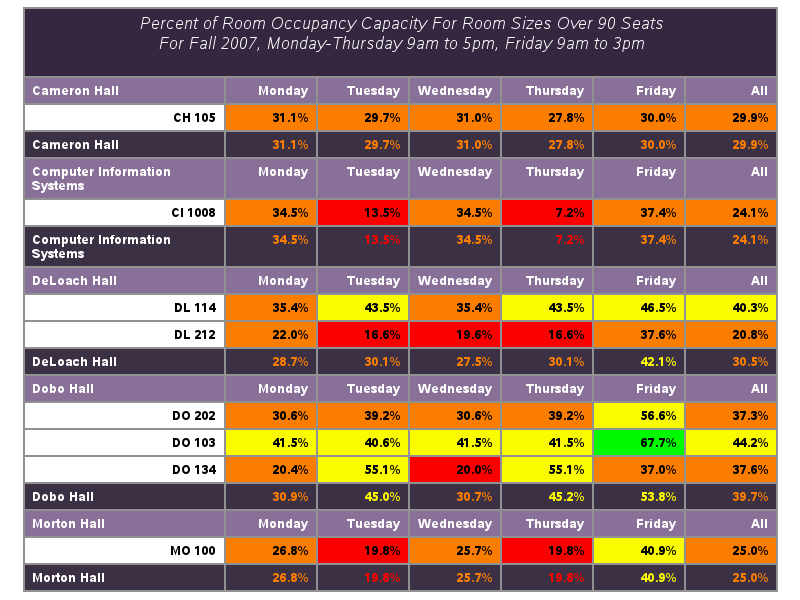 Percent of Room Occupancy Capacity For Room Sizes Over 90 Seats
For Fall 2007, Monday-Thursday 9am to 5pm, Friday 9am to 3pm
Cameron Hall Monday Tuesday Wednesday Thursday Friday All
CH 105 31.1% 29.7% 31.0% 27.8% 30.0% 29.9%
Cameron Hall 31.1% 29.7% 31.0% 27.8% 30.0% 29.9%
Computer Information Monday Tuesday Wednesday Thursday Friday All
Systems
CI 1008 34.5% 13.5% 34.5% 7.2% 37.4% 24.1%
Computer Information 34.5% 13.5% 34.5% 7.2% 37.4% 24.1%
Systems
DeLoach Hall Monday Tuesday Wednesday Thursday Friday All
DL 114 35.4% 43.5% 35.4% 43.5% 46.5% 40.3%
DL 212 22.0% 16.6% 19.6% 16.6% 37.6% 20.8%
DeLoach Hall 28.7% 30.1% 27.5% 30.1% 42.1% 30.5%
Dobo Hall Monday Tuesday Wednesday Thursday Friday All
DO 202 30.6% 39.2% 30.6% 39.2% 56.6% 37.3%
DO 103 41.5% 40.6% 41.5% 41.5% 67.7% 44.2%
DO 134 20.4% 55.1% 20.0% 55.1% 37.0% 37.6%
Dobo Hall 30.9% 45.0% 30.7% 45.2% 53.8% 39.7%
Morton Hall Monday Tuesday Wednesday Thursday Friday All
MO 100 26.8% 19.8% 25.7% 19.8% 40.9% 25.0%
Morton Hall 26.8% 19.8% 25.7% 19.8% 40.9% 25.0%